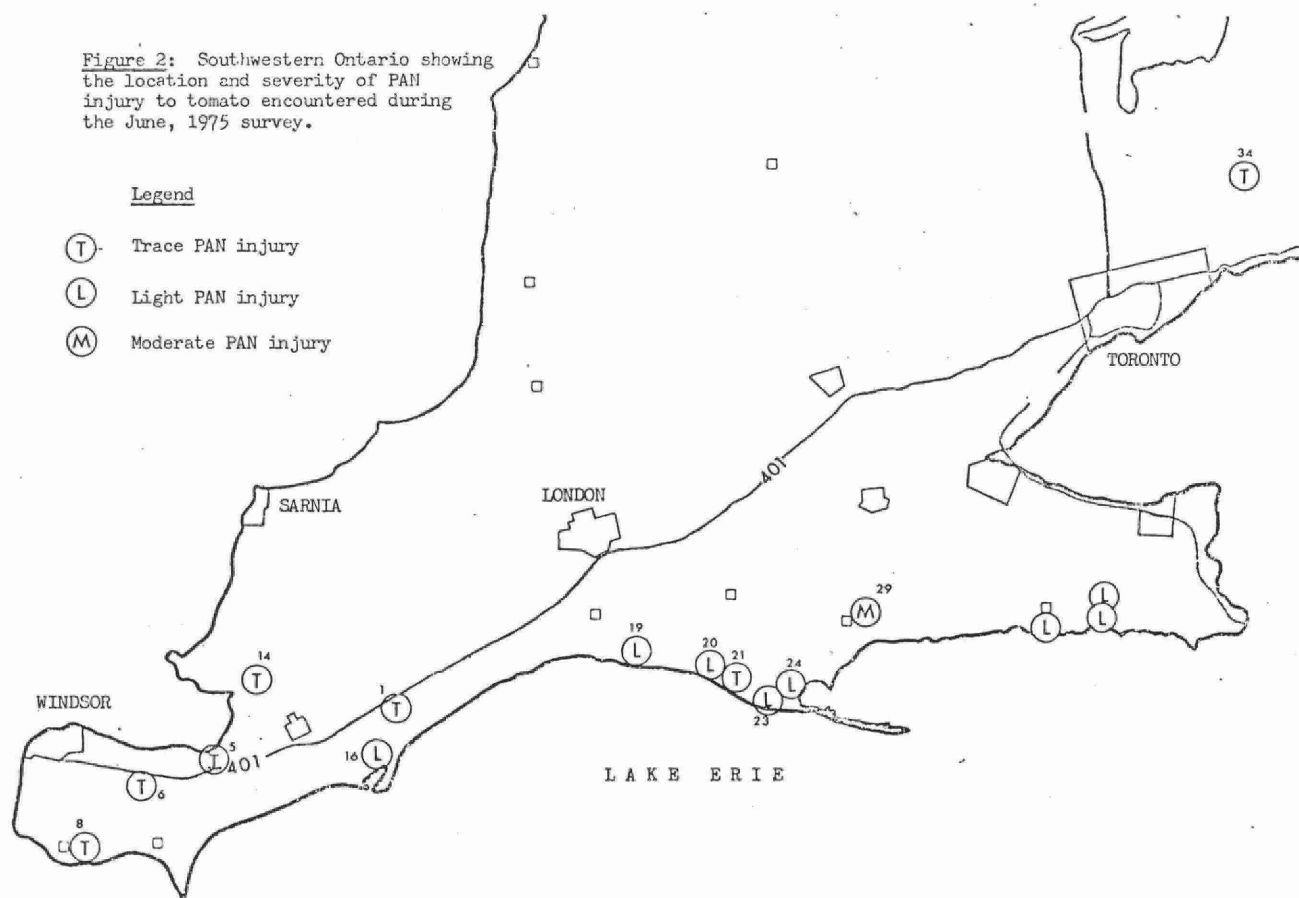 Figure 2: Southwestern Ontario showing
the location and severity of PAN
injury to tomato encountered during
the June, 1975 survey.
Legend
T - Trace PAN injury
L Light PAN injury
M Moderate PAN injury
34
T
TORONTO
401
SARNIA
LONDON
29
M
L
L
L
19
L
20
L
21
T
24
L
23
L
14
T
1
T
WINDSOR
5
401
16 L
T 6
8
T
LAKE ERIE